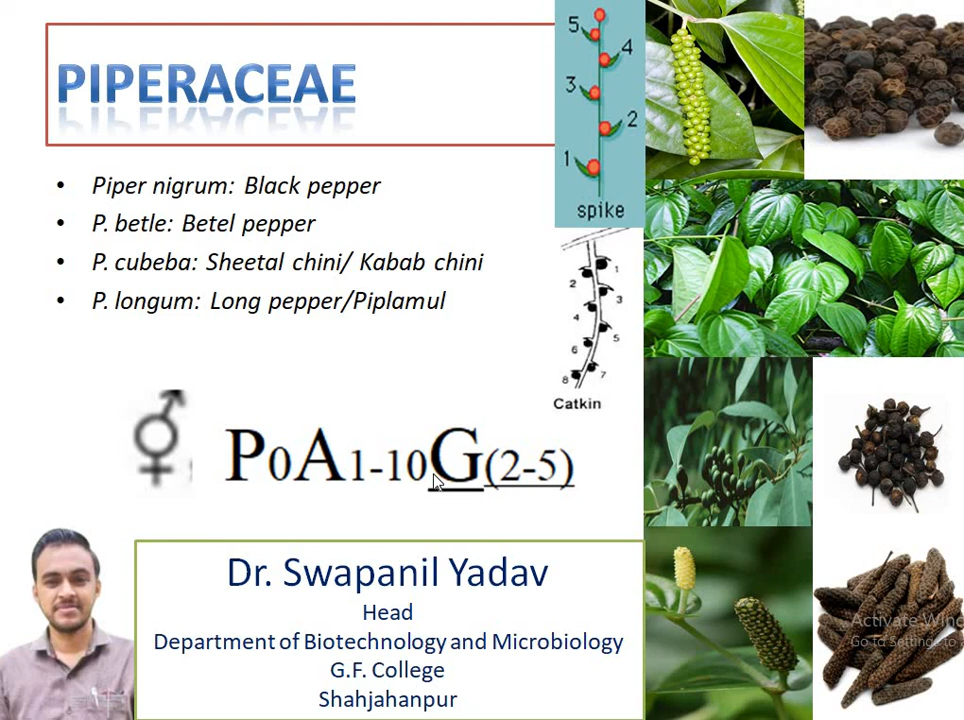 PIPERACEAE
• Piper nigrum: Black pepper
• P. betle: Betel pepper
• P. cubeba: Sheetal chini/ Kabab chini
• P. longum: Long pepper/Piplamul
5
4
3
2
1
spike
1
2
3
4
5
6
7
8
Catkin
⚥ P0A1-10G(2-5)
Dr. Swapanil Yadav
Head
Department of Biotechnology and Microbiology
G.F. College
Shahjahanpur
Activate Wind
Go to Settings to